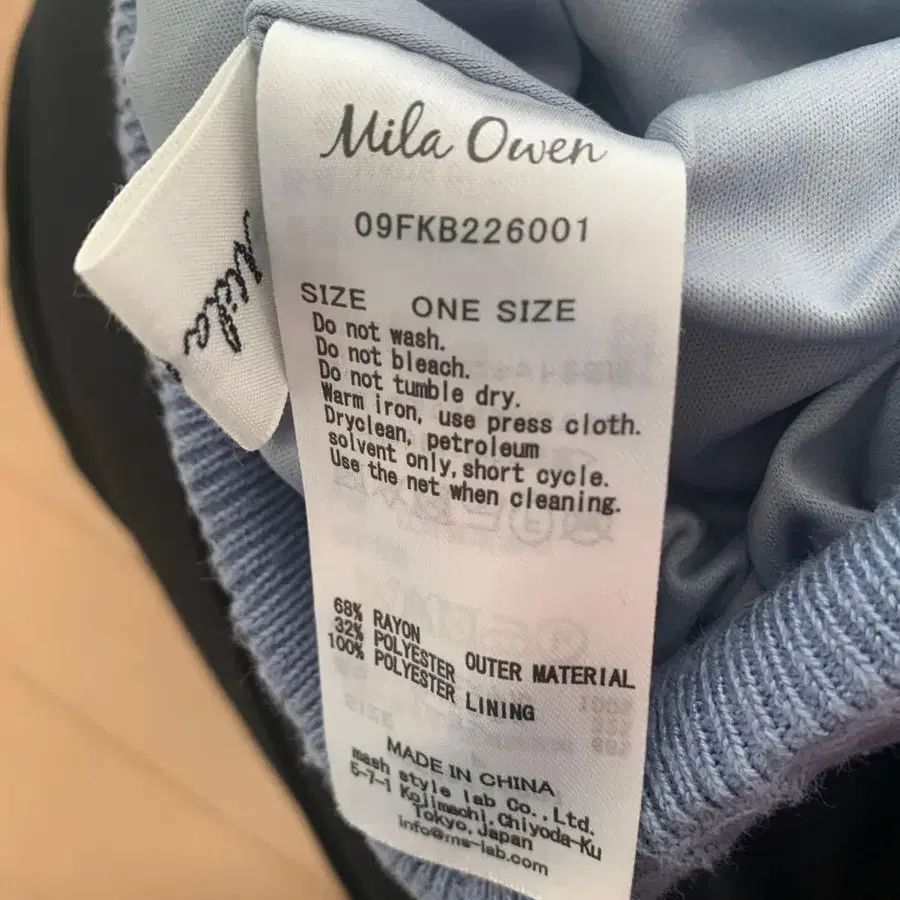 Mila Owen
09FKB226001
SIZE ONE SIZE
Do not wash.
Do not bleach.
Do not tumble dry.
Warm iron, use press cloth.
Dryclean, petroleum
solvent only, short cycle.
Use the net when cleaning.
68% RAYON
32% POLYESTER OUTER MATERIAL
100% POLYESTER LINING
MADE IN CHINA
mash style lab Co.,Ltd.
5-7-1 Kojimachi, Chiyoda-Ku
Tokyo, Japan
info@ms-lab.com
Mila